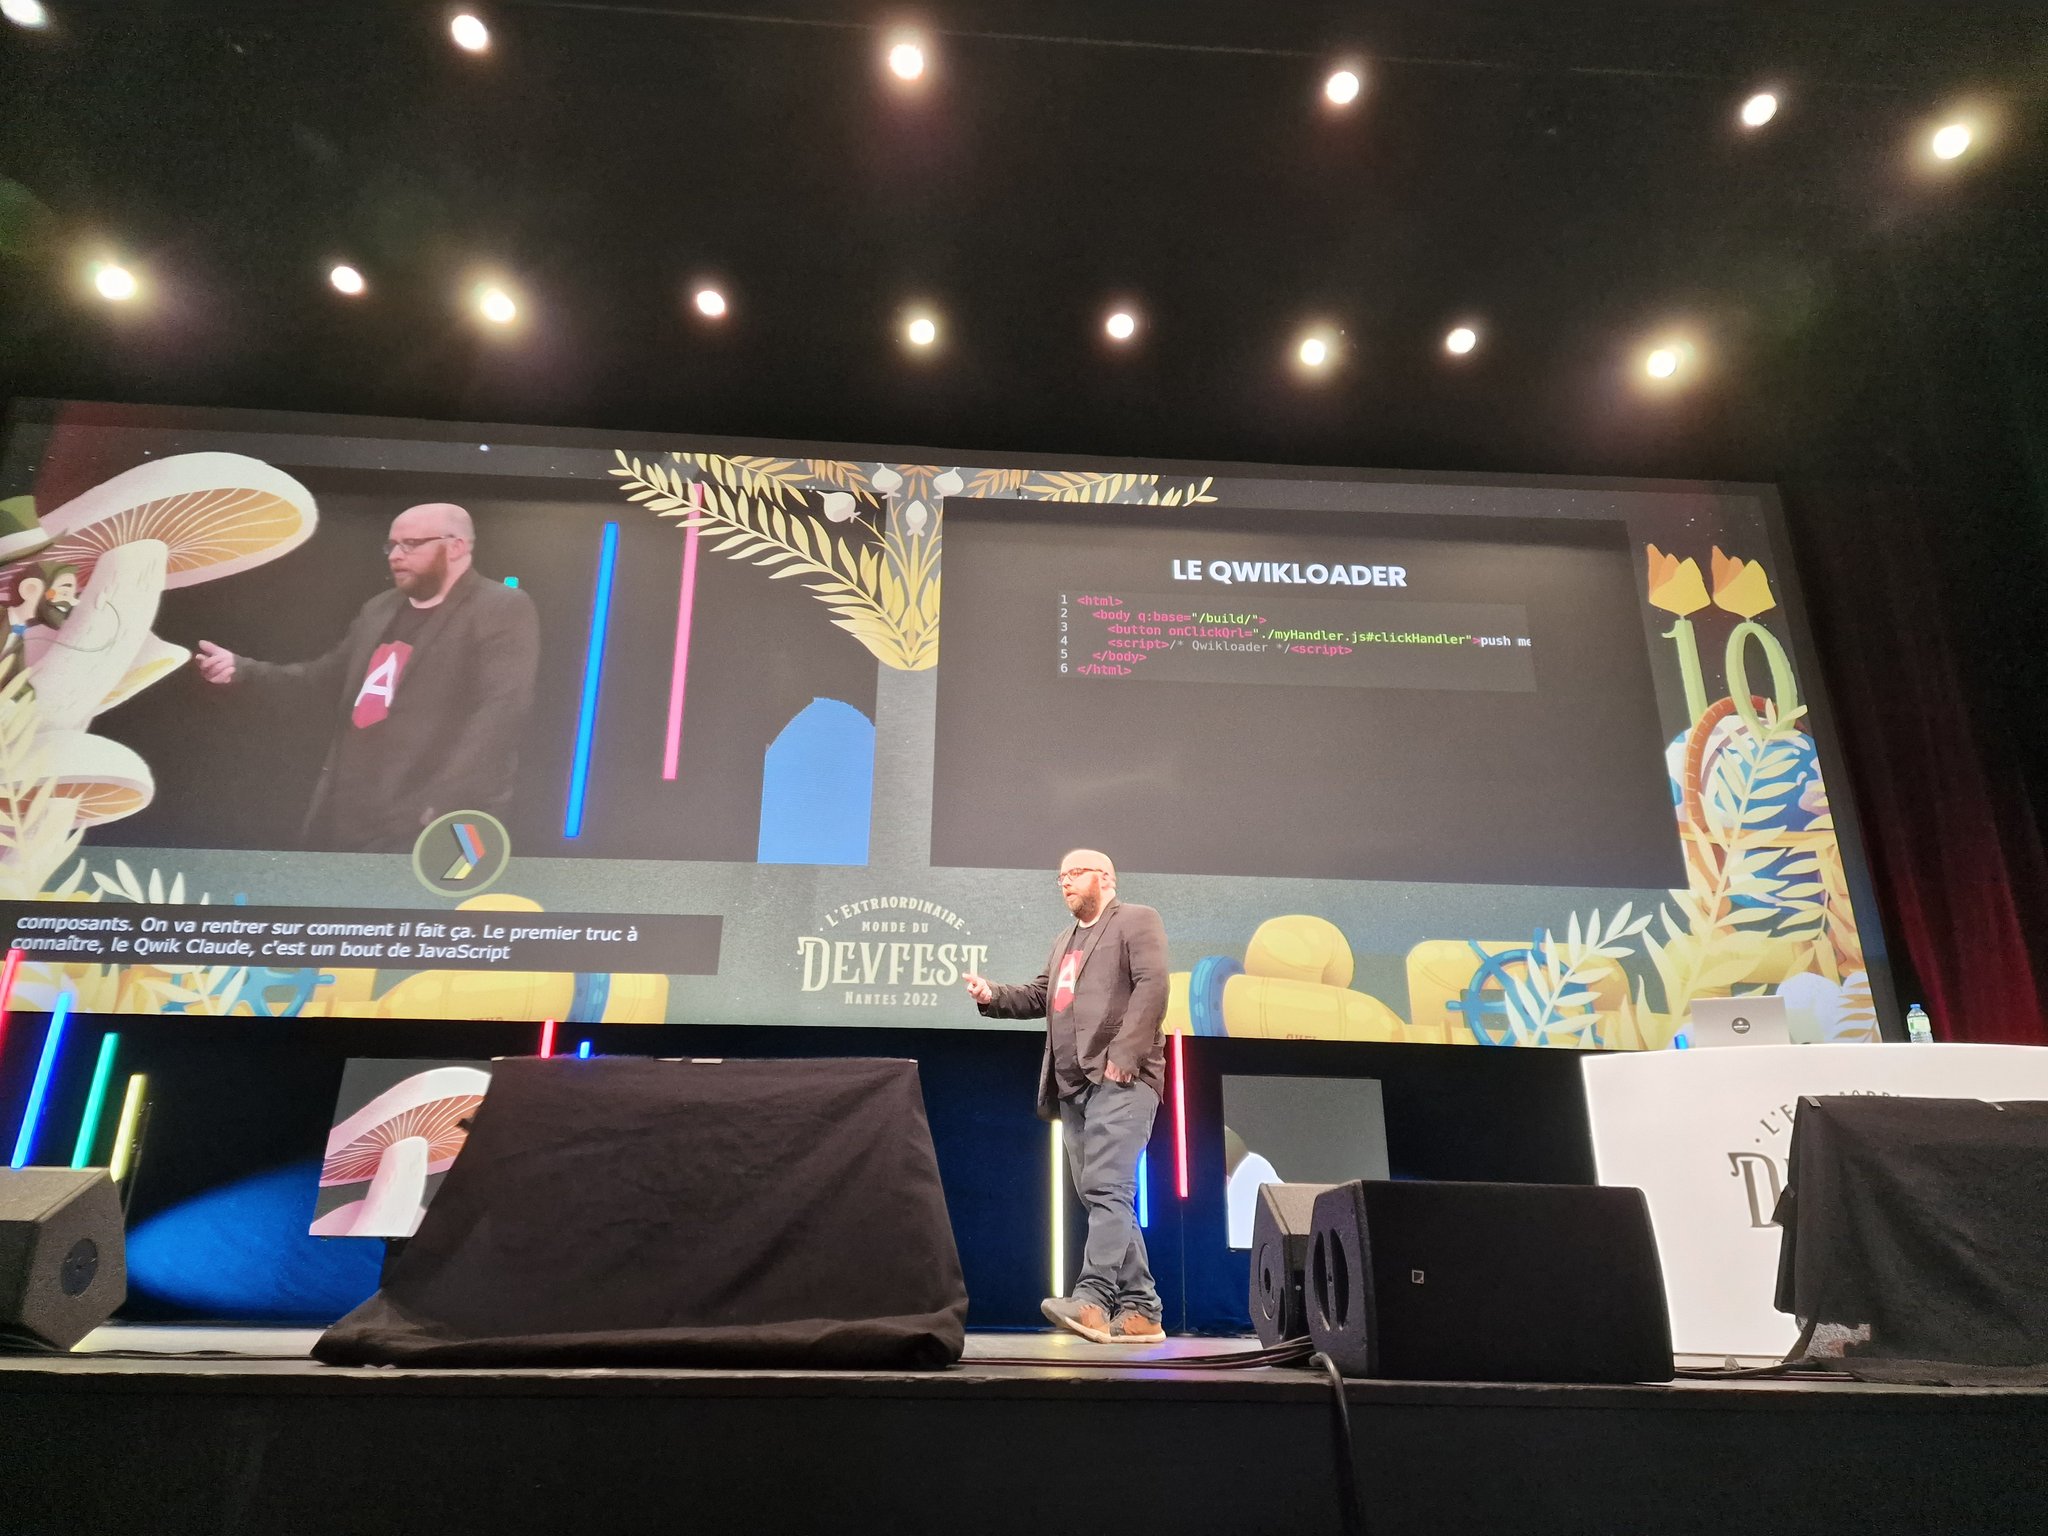 LE QWIKLOADER
1 <html>
2 <body q:base="/build/">
3 <button onClickQrl="./myHandler.js#clickHandler">push me
4 <script>/* Qwikloader */<script>
5 </body>
6 </html>
10
A
composants. On va rentrer sur comment il fait ça. Le premier truc à
connaître, le Qwik Claude, c'est un bout de JavaScript
L'EXTRAORDINAIRE
MONDE DU
DEVFEST
NANTES 2022
A